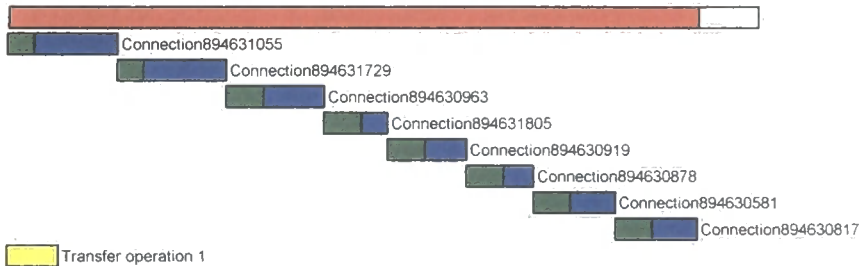 Connection894631055
Connection894631729
Connection894630963
Connection894631805
Connection894630919
Connection894630878
Connection894630581
Connection894630817
Transfer operation 1